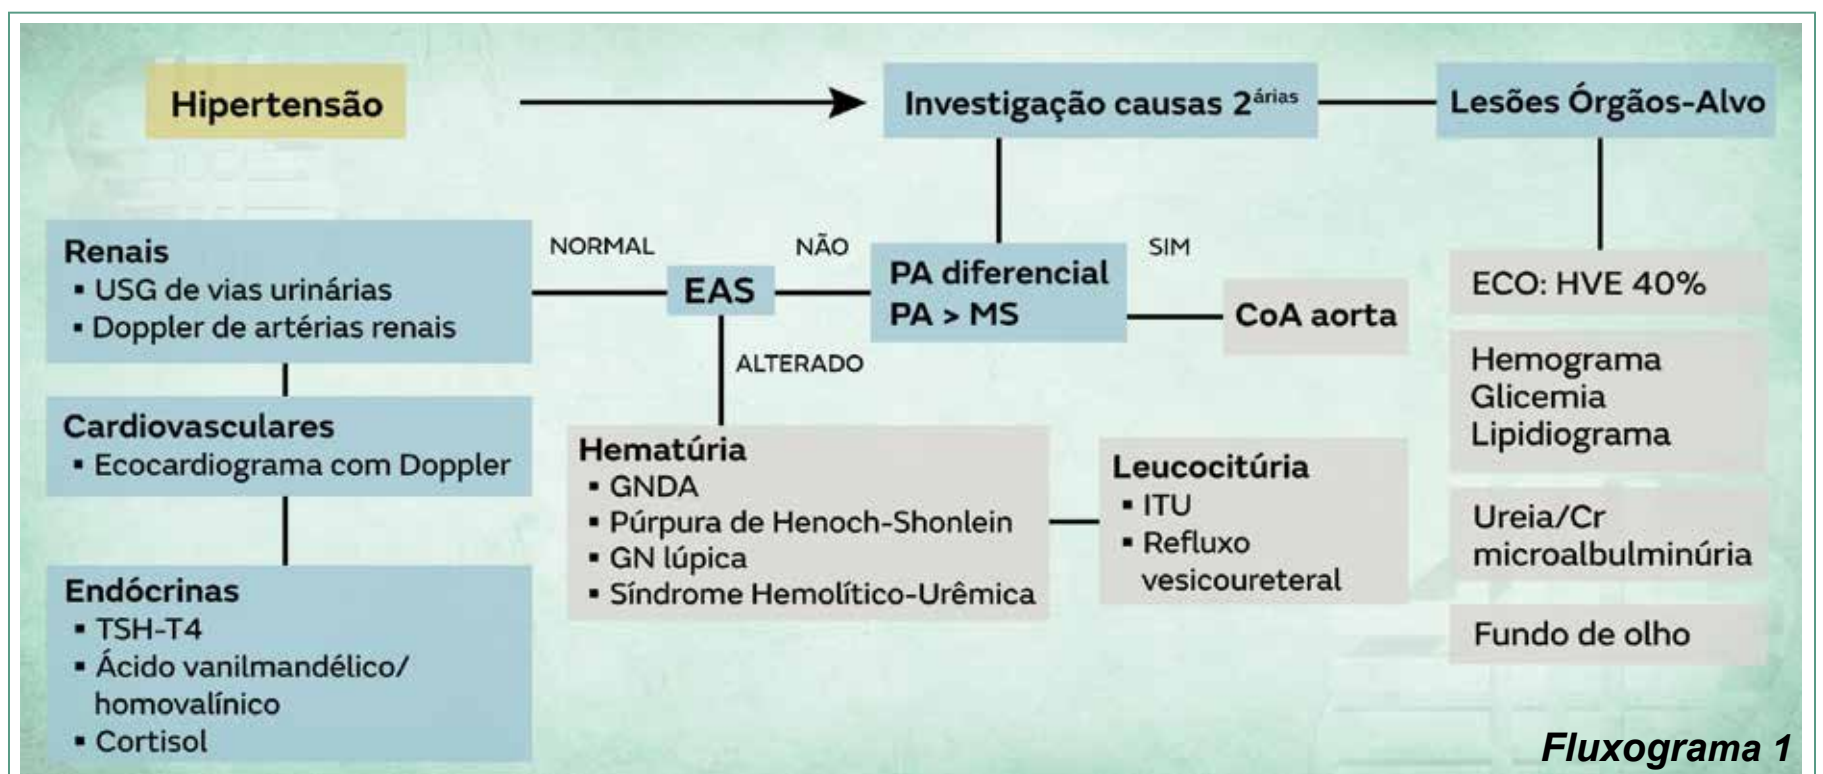 Hipertensão
Investigação causas 2árias
Lesões Órgãos-Alvo
Renais
▪ USG de vias urinárias
▪ Doppler de artérias renais
NORMAL
EAS
NÃO
PA diferencial
PA > MS
SIM
CoA aorta
ALTERADO
Cardiovasculares
▪ Ecocardiograma com Doppler
Endócrinas
▪ TSH-T4
▪ Ácido vanilmandélico/
homovalínico
▪ Cortisol
Hematúria
▪ GNDA
▪ Púrpura de Henoch-Shonlein
▪ GN lúpica
▪ Síndrome Hemolítico-Urêmica
Leucocitúria
▪ ITU
▪ Refluxo
vesicoureteral
ECO: HVE 40%
Hemograma
Glicemia
Lipidiograma
Ureia/Cr
microalbulminúria
Fundo de olho
Fluxograma 1